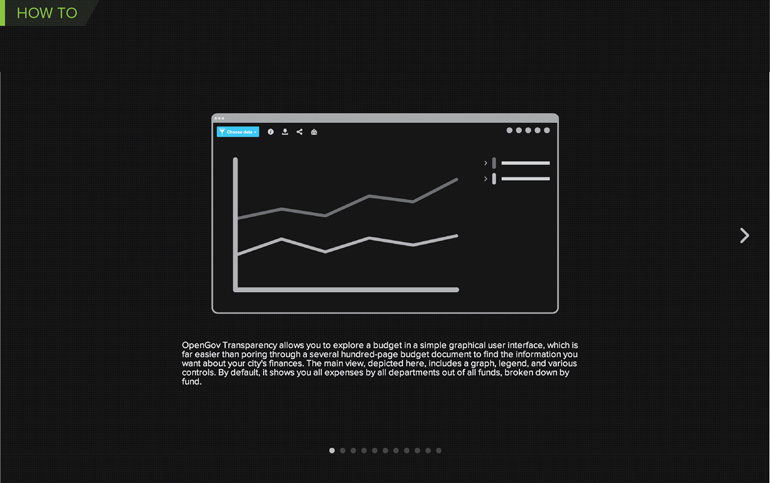 HOW TO
Choose data
OpenGov Transparency allows you to explore a budget in a simple graphical user interface, which is
far easier than poring through a several hundred-page budget document to find the information you
want about your city's finances. The main view, depicted here, includes a graph, legend, and various
controls. By default, it shows you all expenses by all departments out of all funds, broken down by
fund.